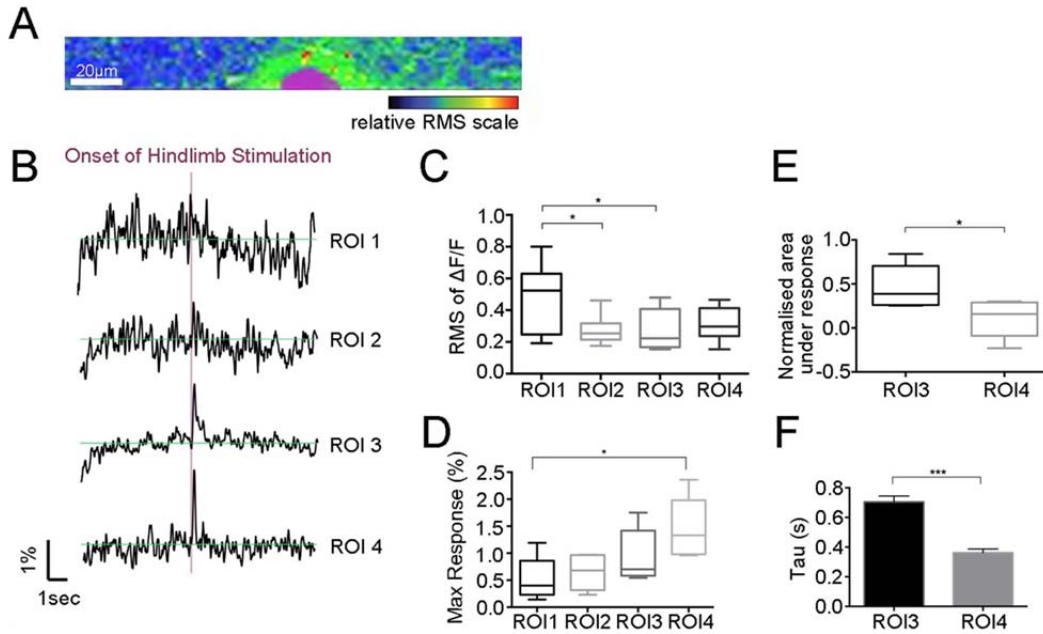 A
20µm
relative RMS scale
B
Onset of Hindlimb Stimulation
ROI 1
ROI 2
ROI 3
ROI 4
1%
1sec
C
*
*
RMS of ΔF/F
1.0
0.8
0.6
0.4
0.2
0.0
ROI1 ROI2 ROI3 ROI4
D
*
Max Response (%)
2.5
2.0
1.5
1.0
0.5
0.0
ROI1 ROI2 ROI3 ROI4
E
*
Normalised area
under response
1.0
0.5
0.0
-0.5
ROI3 ROI4
F
***
Tau (s)
0.8
0.6
0.4
0.2
0.0
ROI3 ROI4